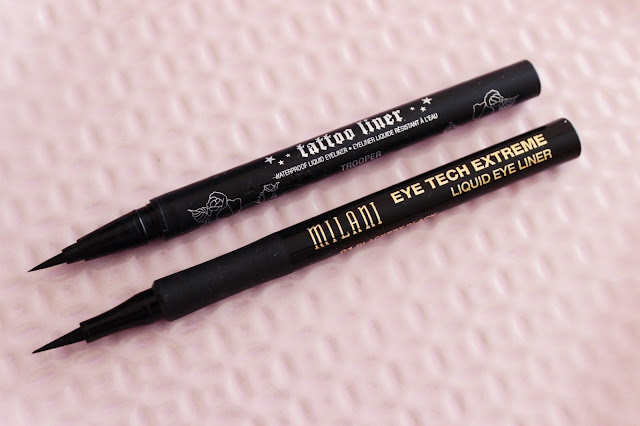 tattoo liner
WATERPROOF LIQUID EYELINER • EYELINER LIQUIDE RÉSISTANT À L'EAU
TROOPER
MILANI
EYE TECH EXTREME
LIQUID EYE LINER